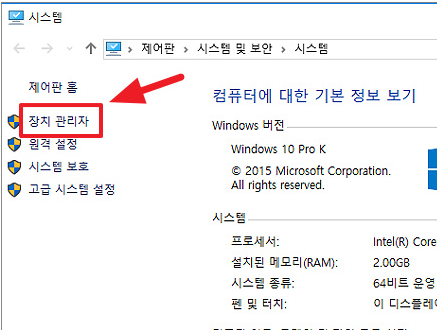 시스템
제어판 > 시스템 및 보안 > 시스템
제어판 홈
장치 관리자
원격 설정
시스템 보호
고급 시스템 설정
컴퓨터에 대한 기본 정보 보기
Windows 버전
Windows 10 Pro K
© 2015 Microsoft Corporation.
All rights reserved.
시스템
프로세서: Intel(R) Core
설치된 메모리(RAM): 2.00GB
시스템 종류: 64비트 운영
펜 및 터치: 이 디스플레